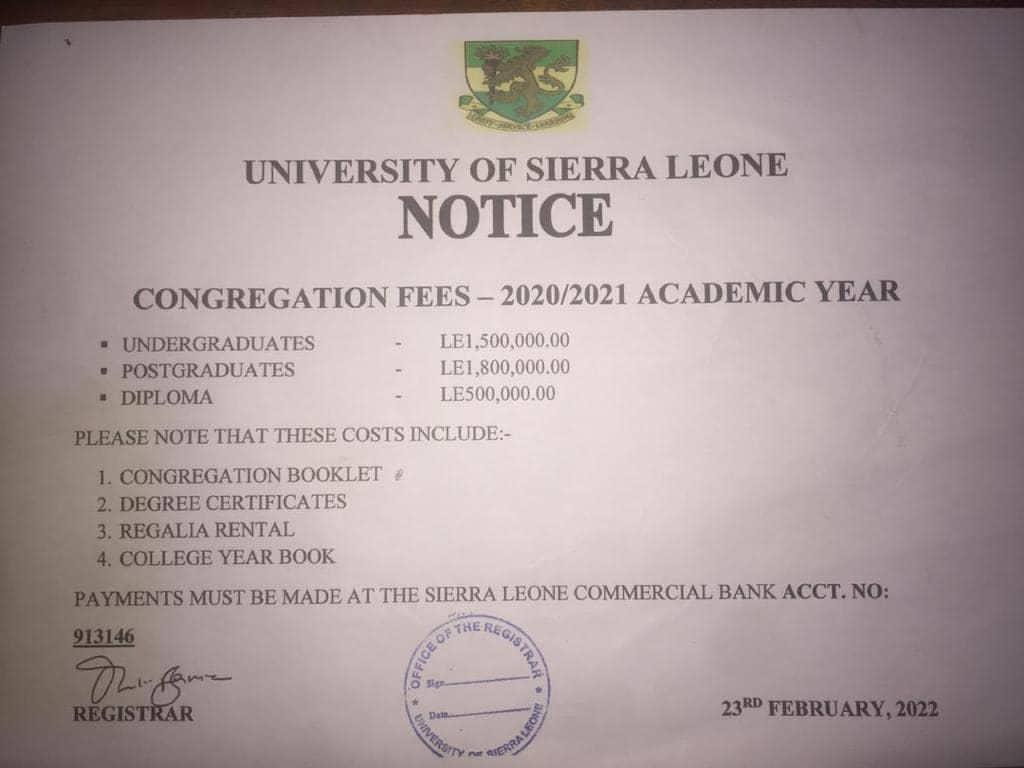 UNIVERSITY OF SIERRA LEONE
NOTICE
CONGREGATION FEES – 2020/2021 ACADEMIC YEAR
▪ UNDERGRADUATES - LE1,500,000.00
▪ POSTGRADUATES - LE1,800,000.00
▪ DIPLOMA - LE500,000.00
PLEASE NOTE THAT THESE COSTS INCLUDE:-
1. CONGREGATION BOOKLET
2. DEGREE CERTIFICATES
3. REGALIA RENTAL
4. COLLEGE YEAR BOOK
PAYMENTS MUST BE MADE AT THE SIERRA LEONE COMMERCIAL BANK ACCT. NO:
913146
REGISTRAR
OFFICE OF THE REGISTRAR
Sign
Date
UNIVERSITY OF SIERRA LEONE
23RD FEBRUARY, 2022